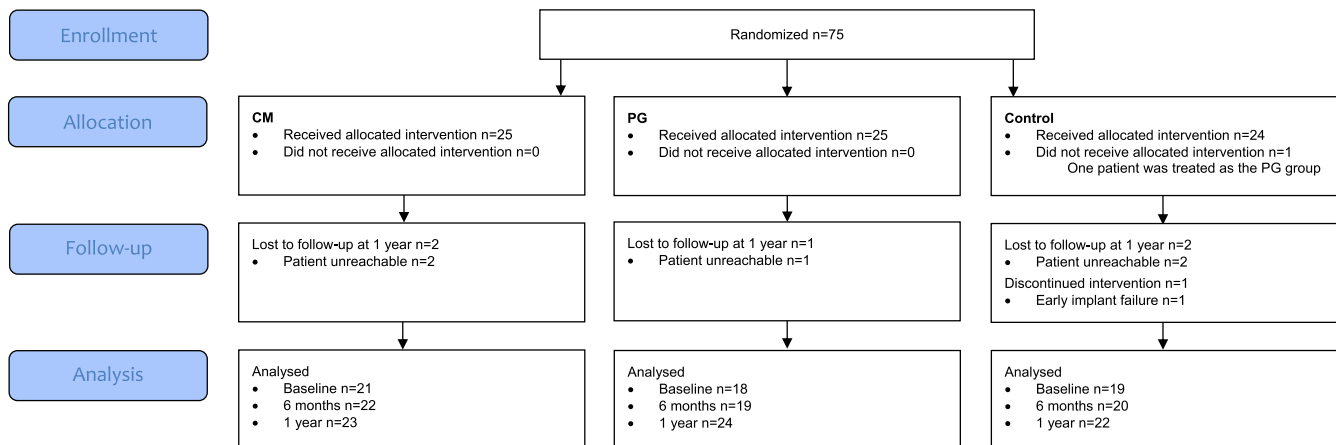 Enrollment
Randomized n=75
Allocation
CM
• Received allocated intervention n=25
• Did not receive allocated intervention n=0
PG
• Received allocated intervention n=25
• Did not receive allocated intervention n=0
Control
• Received allocated intervention n=24
• Did not receive allocated intervention n=1
One patient was treated as the PG group
Follow-up
Lost to follow-up at 1 year n=2
• Patient unreachable n=2
Lost to follow-up at 1 year n=1
• Patient unreachable n=1
Lost to follow-up at 1 year n=2
• Patient unreachable n=2
Discontinued intervention n=1
• Early implant failure n=1
Analysis
Analysed
• Baseline n=21
• 6 months n=22
• 1 year n=23
Analysed
• Baseline n=18
• 6 months n=19
• 1 year n=24
Analysed
• Baseline n=19
• 6 months n=20
• 1 year n=22